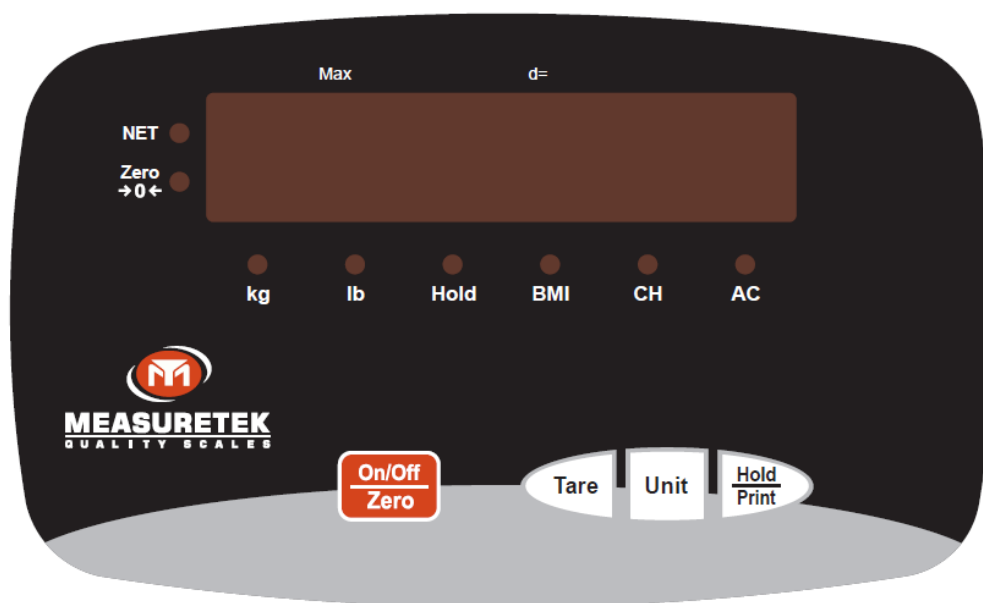 Max d=
NET
Zero
→0←
kg lb Hold BMI CH AC
MEASURETEK
QUALITY SCALES
On/Off
Zero
Tare Unit
Hold
Print